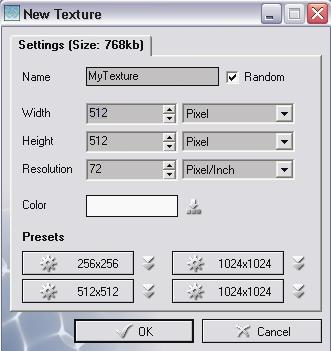 New Texture
Settings (Size: 768kb)
Name MyTexture Random
Width 512 Pixel
Height 512 Pixel
Resolution 72 Pixel/Inch
Color
Presets
256x256 1024x1024
512x512 1024x1024
OK Cancel